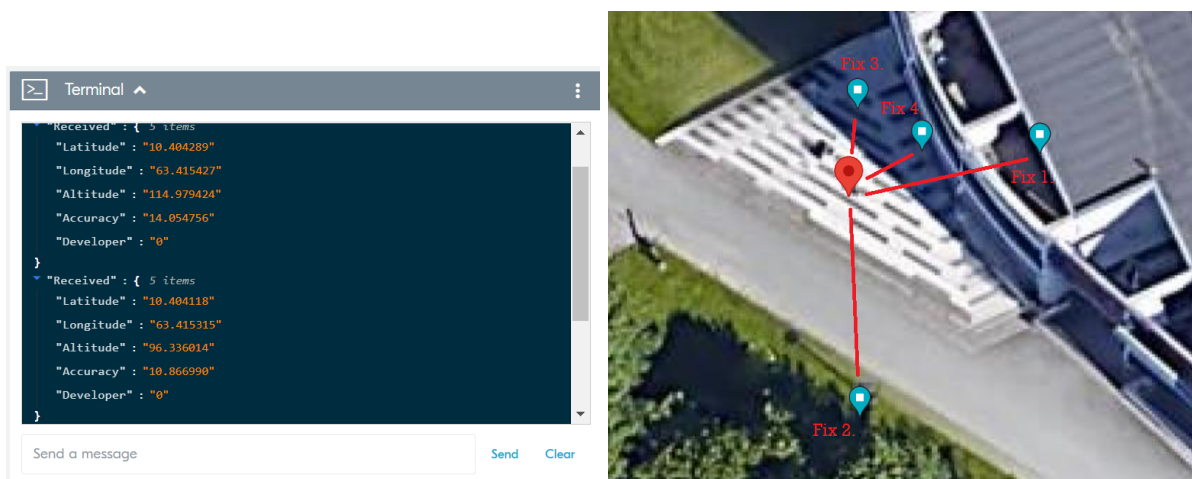 >_ Terminal
"Received" : { 5 items
"Latitude" : "10.404289"
"Longitude" : "63.415427"
"Altitude" : "114.979424"
"Accuracy" : "14.054756"
"Developer" : "0"
}
"Received" : { 5 items
"Latitude" : "10.404118"
"Longitude" : "63.415315"
"Altitude" : "96.336014"
"Accuracy" : "10.866990"
"Developer" : "0"
}
Send a message
Send Clear
Fix 3.
Fix 4
Fix 1.
Fix 2.